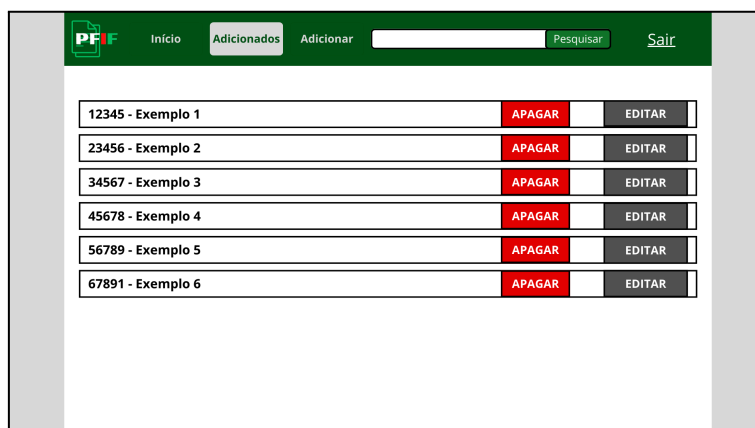 PFIF Início Adicionados Adicionar Pesquisar Sair
12345 - Exemplo 1 APAGAR EDITAR
23456 - Exemplo 2 APAGAR EDITAR
34567 - Exemplo 3 APAGAR EDITAR
45678 - Exemplo 4 APAGAR EDITAR
56789 - Exemplo 5 APAGAR EDITAR
67891 - Exemplo 6 APAGAR EDITAR